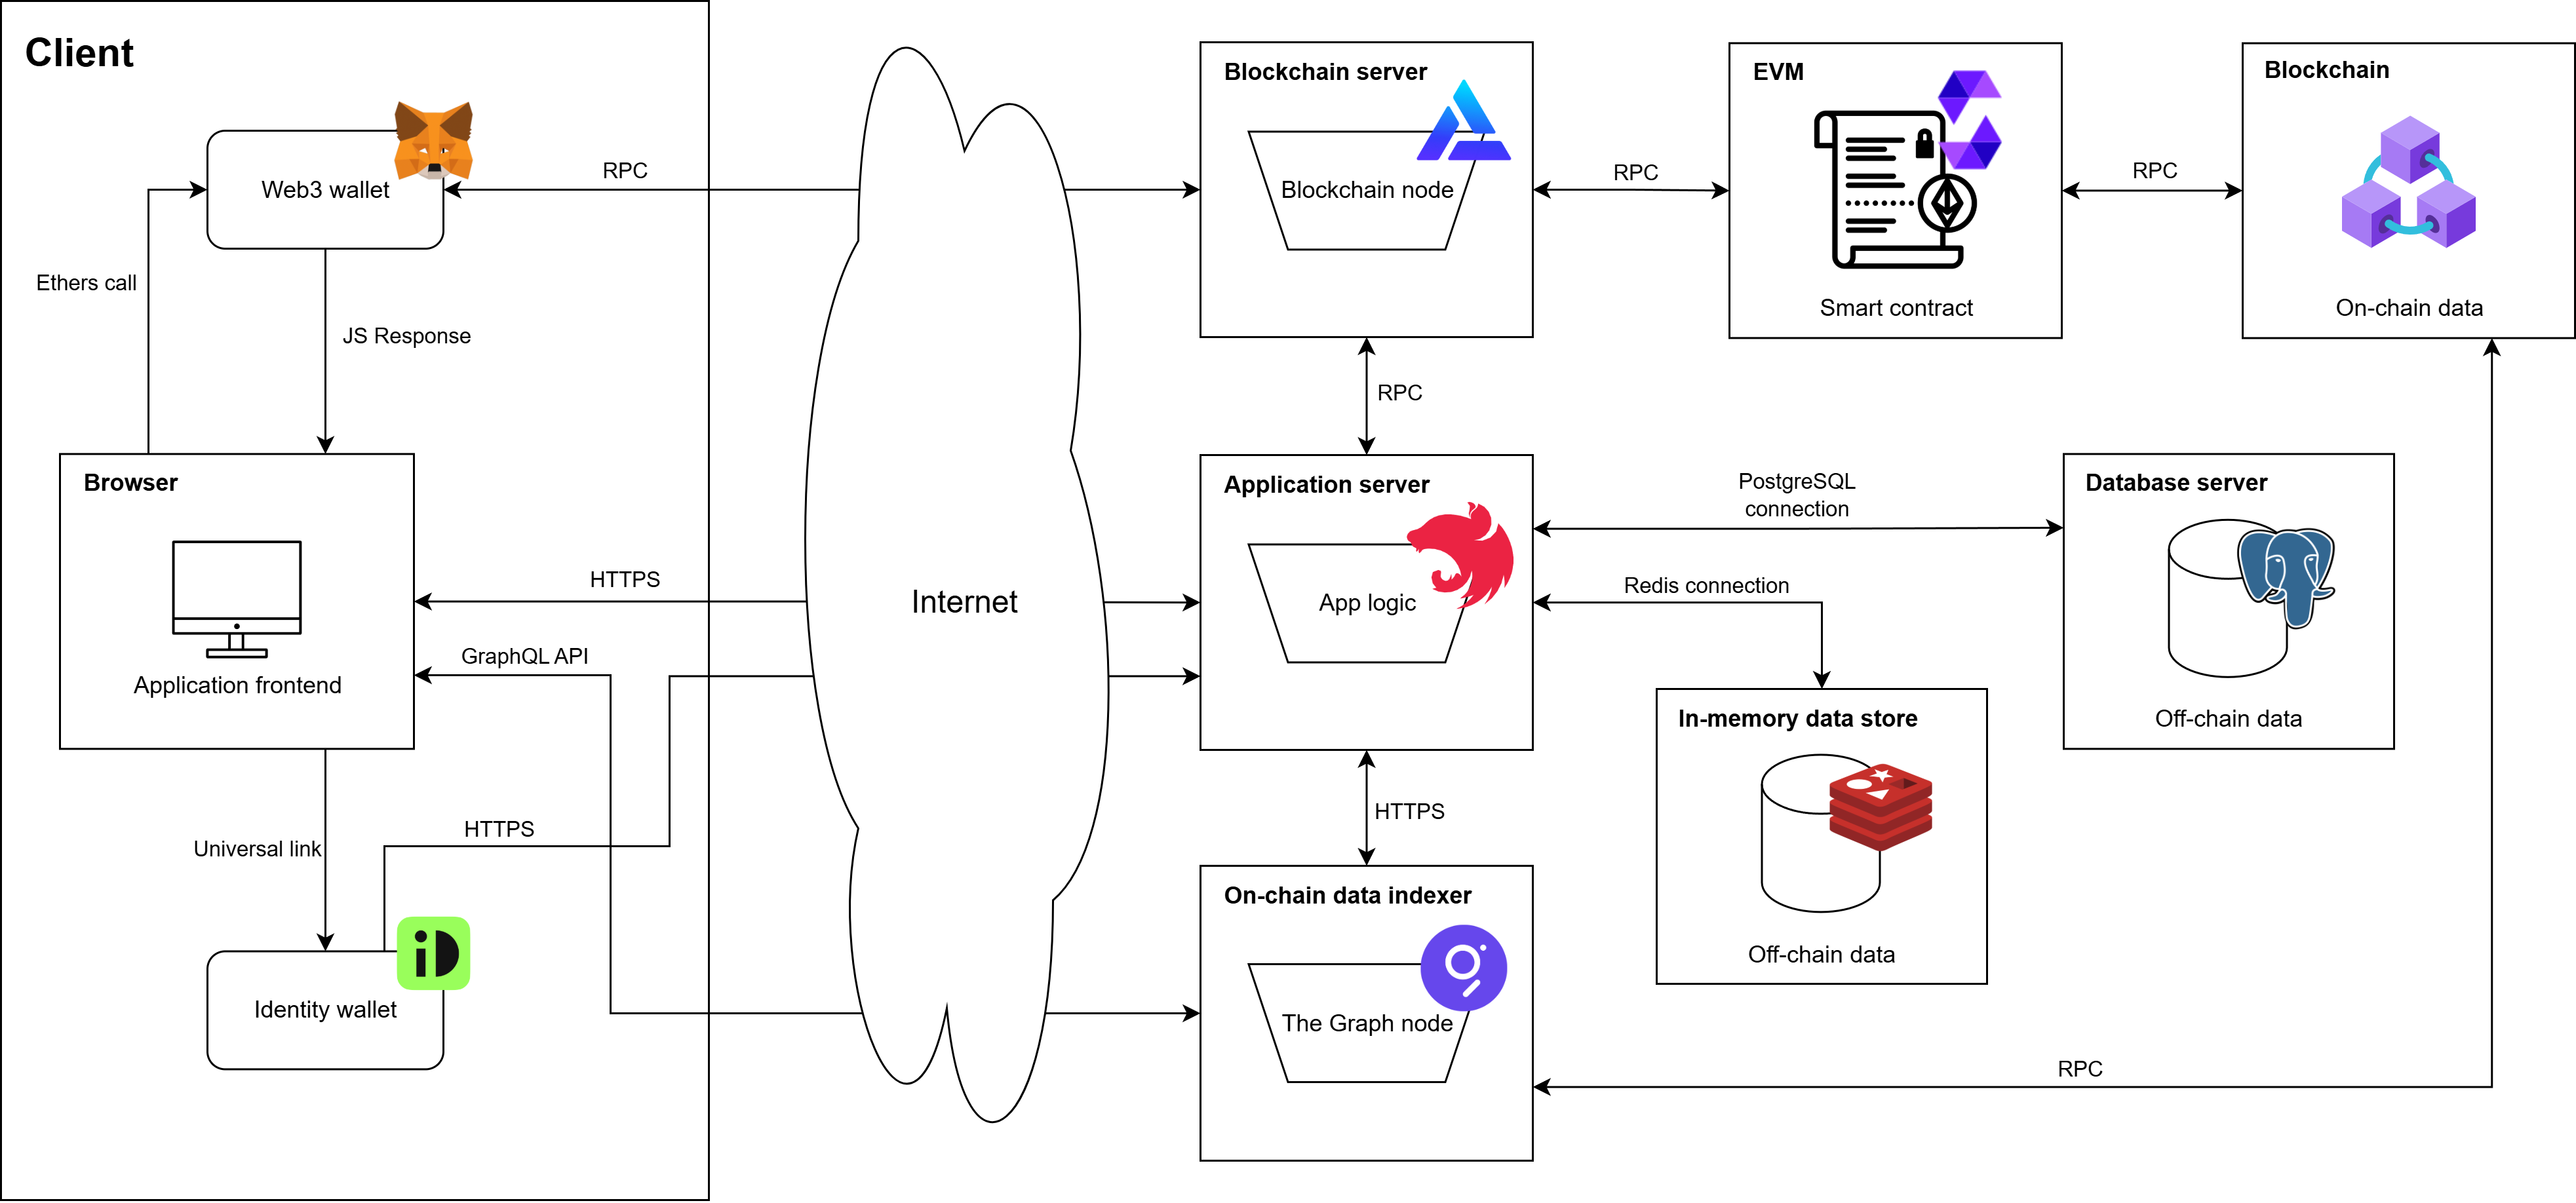 Client
Web3 wallet
RPC
Ethers call
JS Response
Browser
Application frontend
HTTPS
GraphQL API
Universal link
HTTPS
iD
Identity wallet
Internet
Blockchain server
Blockchain node
RPC
EVM
Smart contract
RPC
Blockchain
On-chain data
RPC
Application server
App logic
PostgreSQL
connection
Redis connection
Database server
Off-chain data
In-memory data store
Off-chain data
HTTPS
On-chain data indexer
The Graph node
RPC